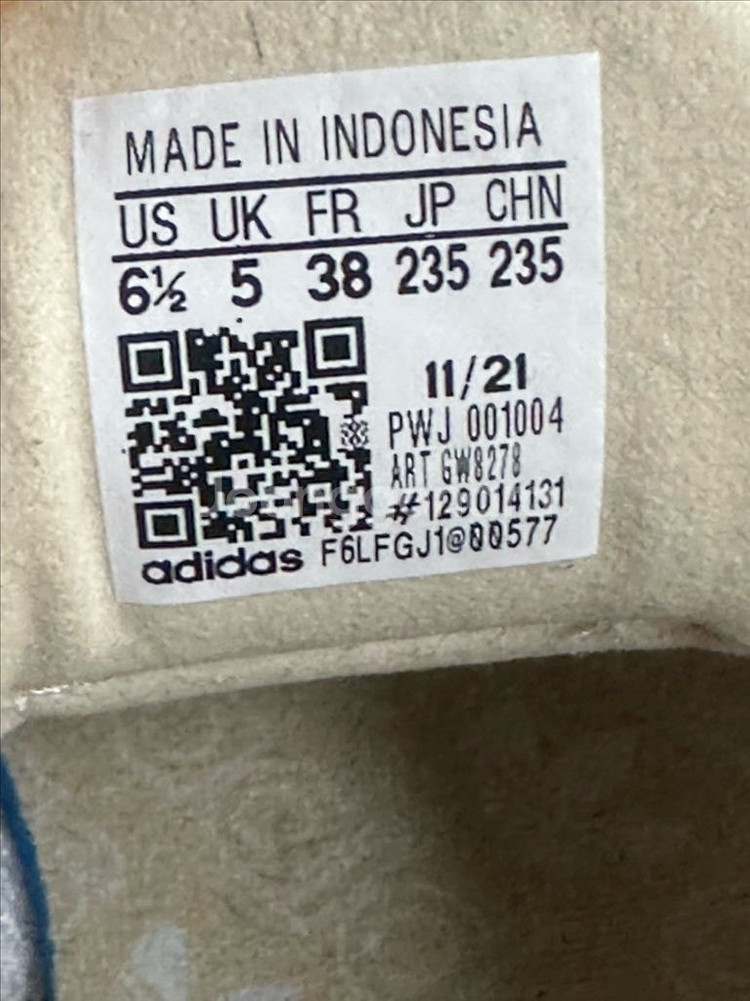 MADE IN INDONESIA
US UK FR JP CHN
6½ 5 38 235 235
11/21
PWJ 001004
ART GW8278
#129014131
adidas F6LFGJ1@00577